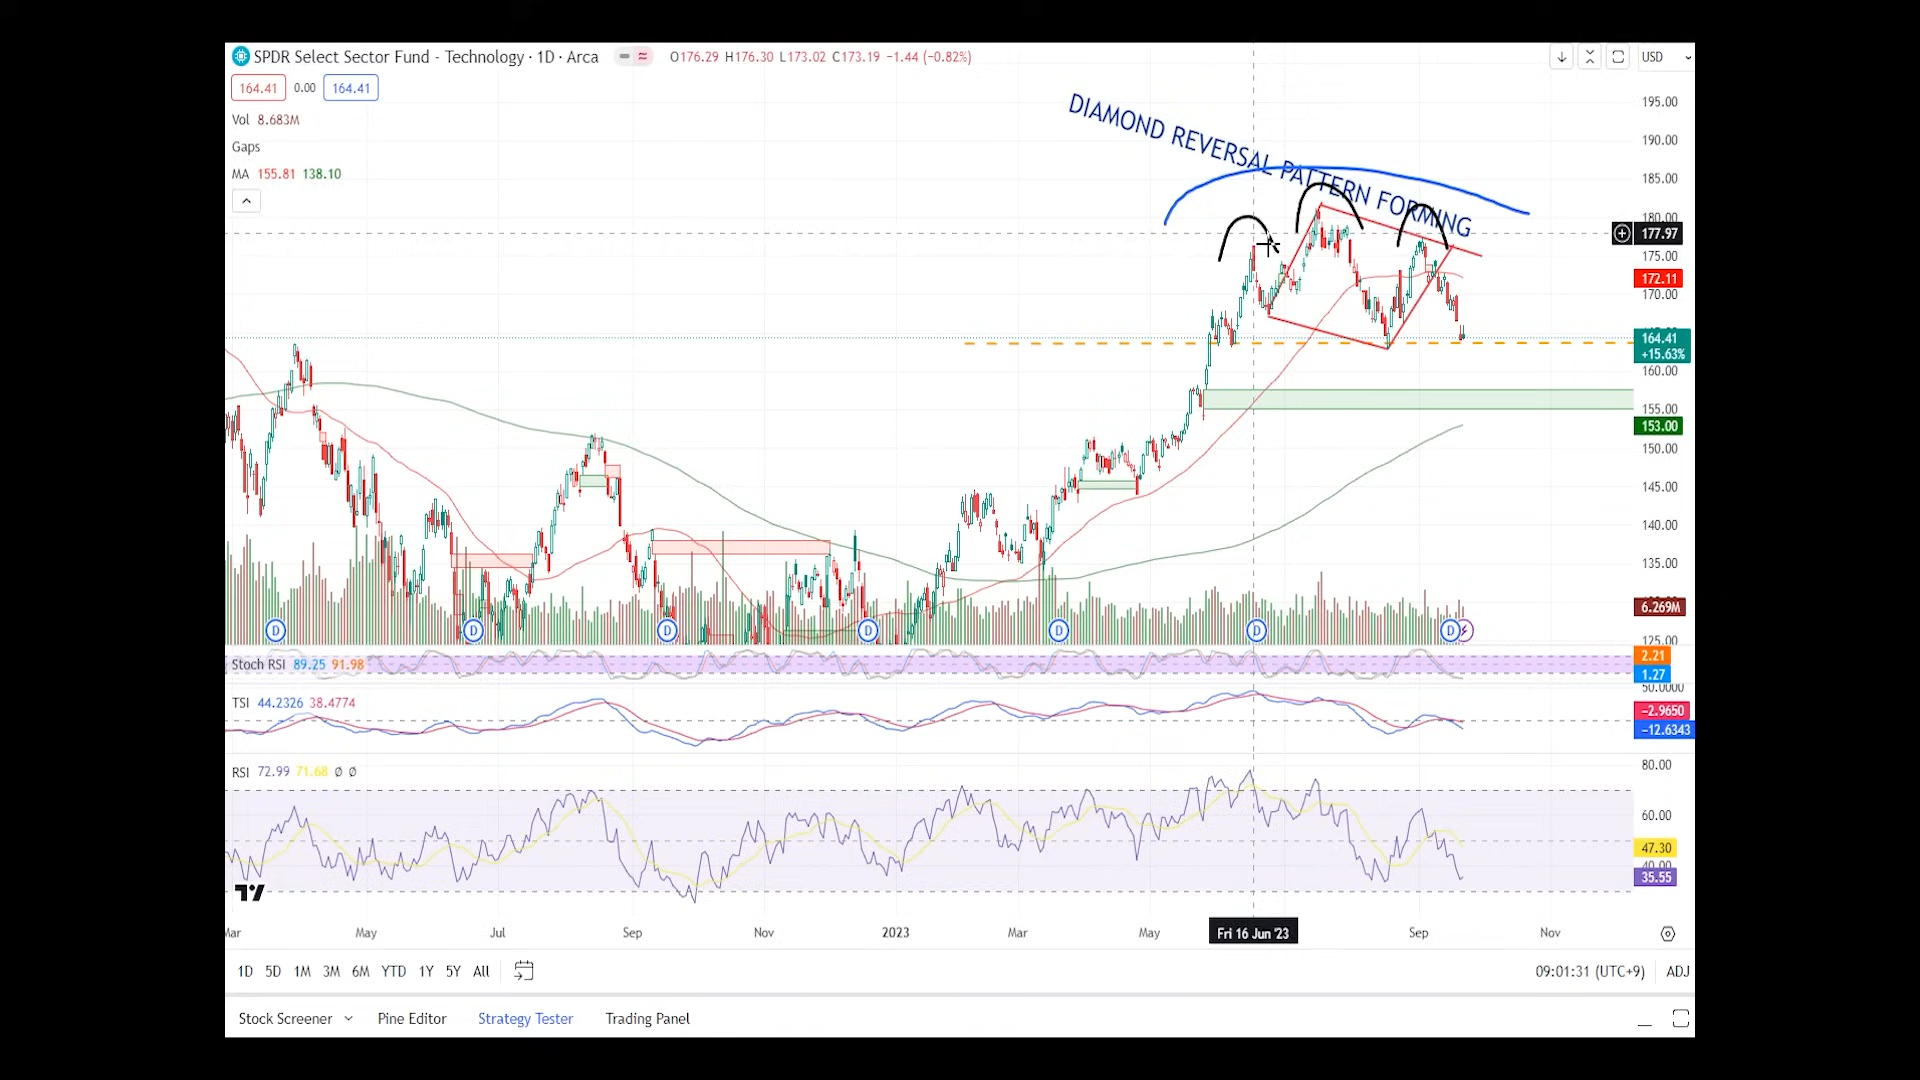 SPDR Select Sector Fund - Technology · 1D · Arca O176.29 H176.30 L173.02 C173.19 −1.44 (−0.82%)
USD
164.41 0.00 164.41
Vol 8.683M
Gaps
MA 155.81 138.10
DIAMOND REVERSAL PATTERN FORMING
195.00
190.00
185.00
180.00
177.97
175.00
172.11
170.00
164.41
+15.63%
160.00
155.00
153.00
150.00
145.00
140.00
135.00
6.269M
125.00
D D D D D D D
Stoch RSI 89.25 91.98
2.21
1.27
50.0000
TSI 44.2326 38.4774
−2.9650
−12.6343
RSI 72.99 71.68 Ø Ø
80.00
60.00
47.30
40.00
35.55
Mar May Jul Sep Nov 2023 Mar May Fri 16 Jun '23 Sep Nov
1D 5D 1M 3M 6M YTD 1Y 5Y All
09:01:31 (UTC+9) ADJ
Stock Screener Pine Editor Strategy Tester Trading Panel